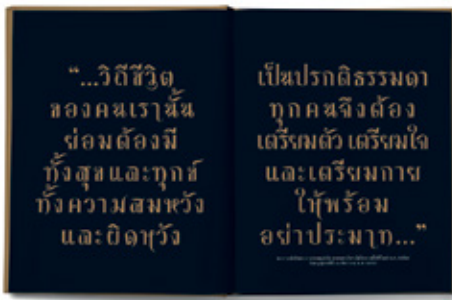 “...วิถีชีวิต
ของคนเรานั้น
ย่อมต้องมี
ทั้งสุขและทุกข์
ทั้งความสมหวัง
และผิดหวัง
เป็นปรกติธรรมดา
ทุกคนจึงต้อง
เตรียมตัว เตรียมใจ
และเตรียมกาย
ให้พร้อม
อย่าประมาท...”